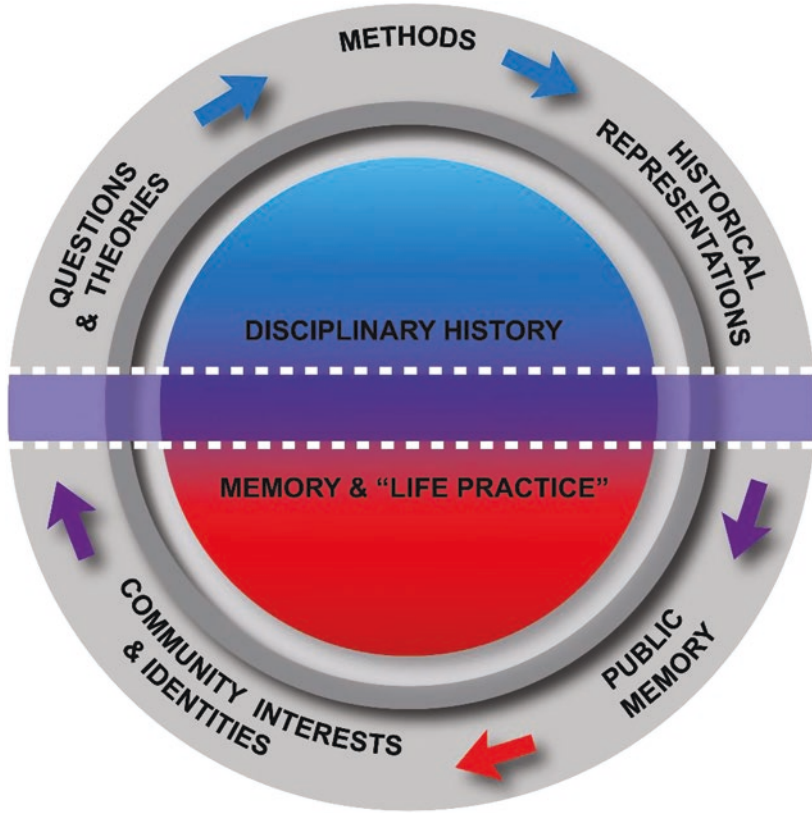 METHODS
HISTORICAL
REPRESENTATIONS
QUESTIONS
& THEORIES
DISCIPLINARY HISTORY
MEMORY & “LIFE PRACTICE”
PUBLIC
MEMORY
COMMUNITY INTERESTS
& IDENTITIES